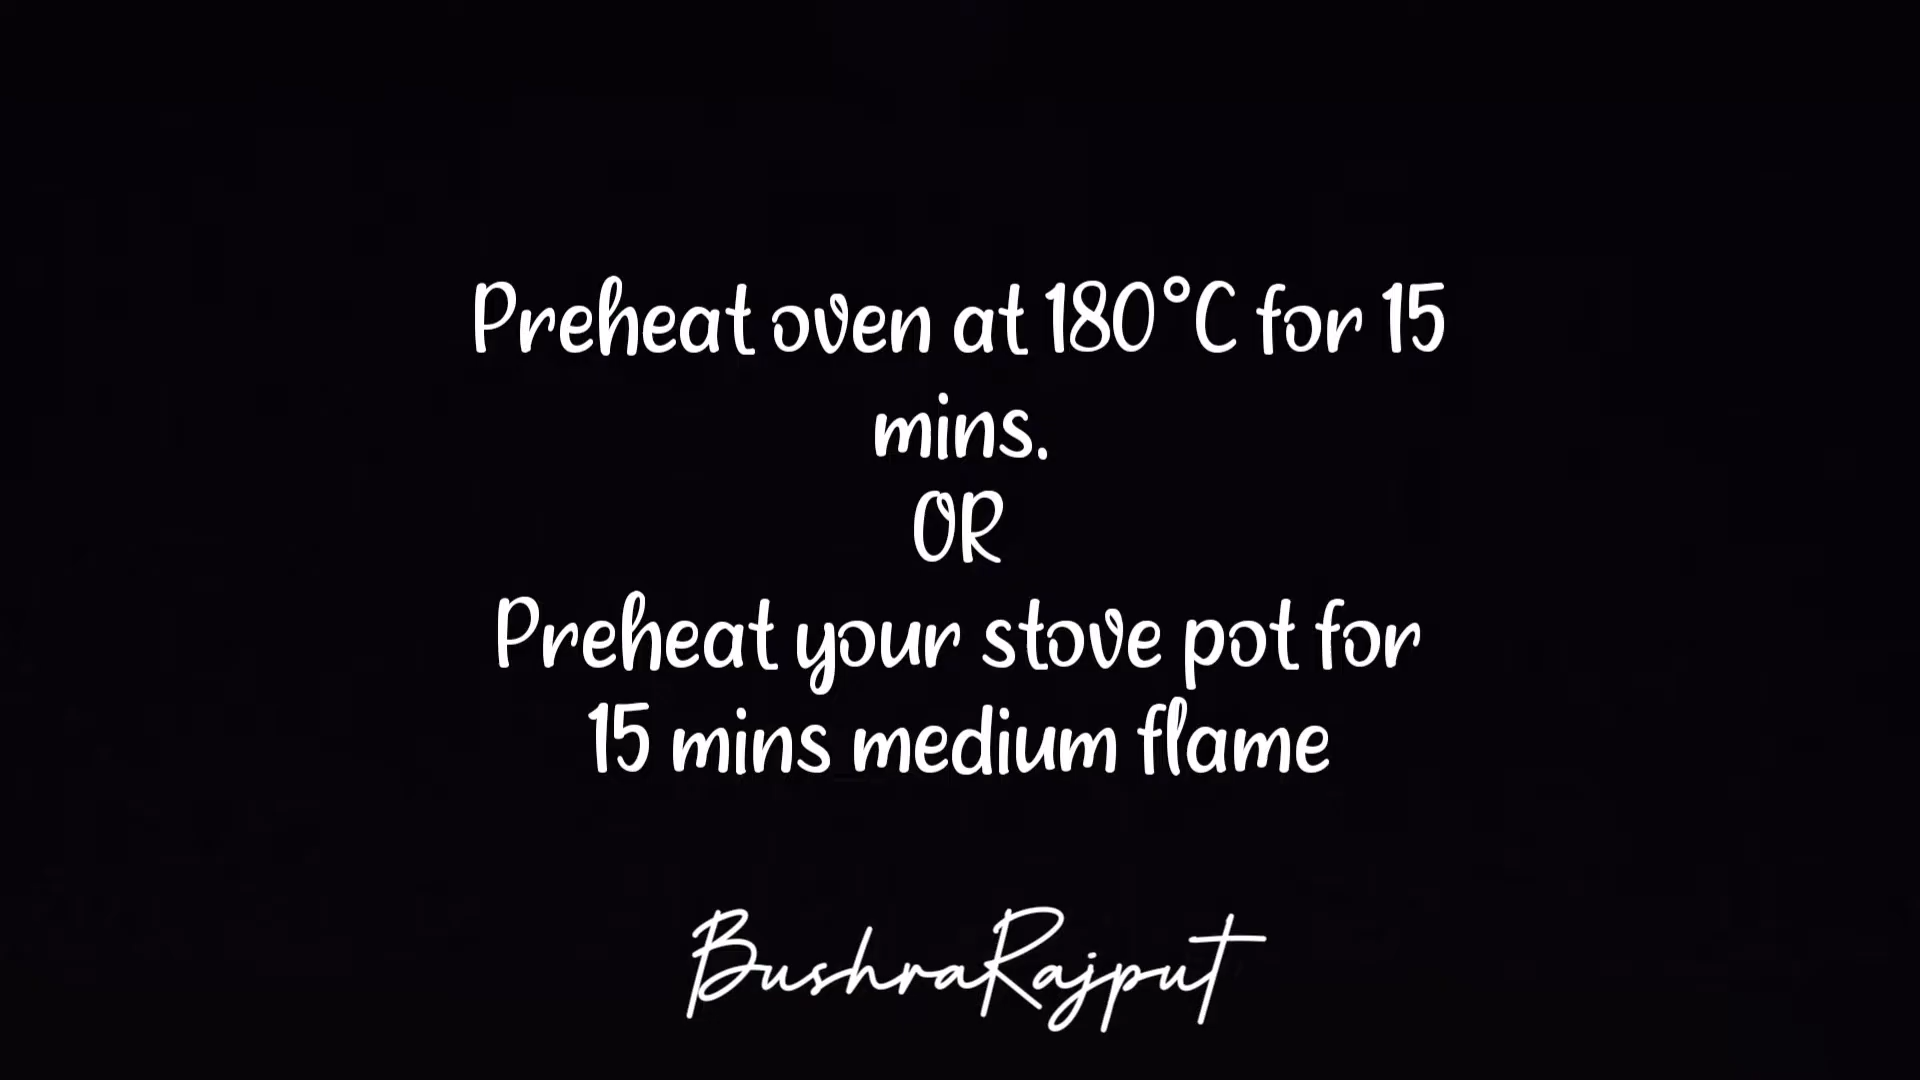 Preheat oven at 180°C for 15
mins.
OR
Preheat your stove pot for
15 mins medium flame
BushraRajput